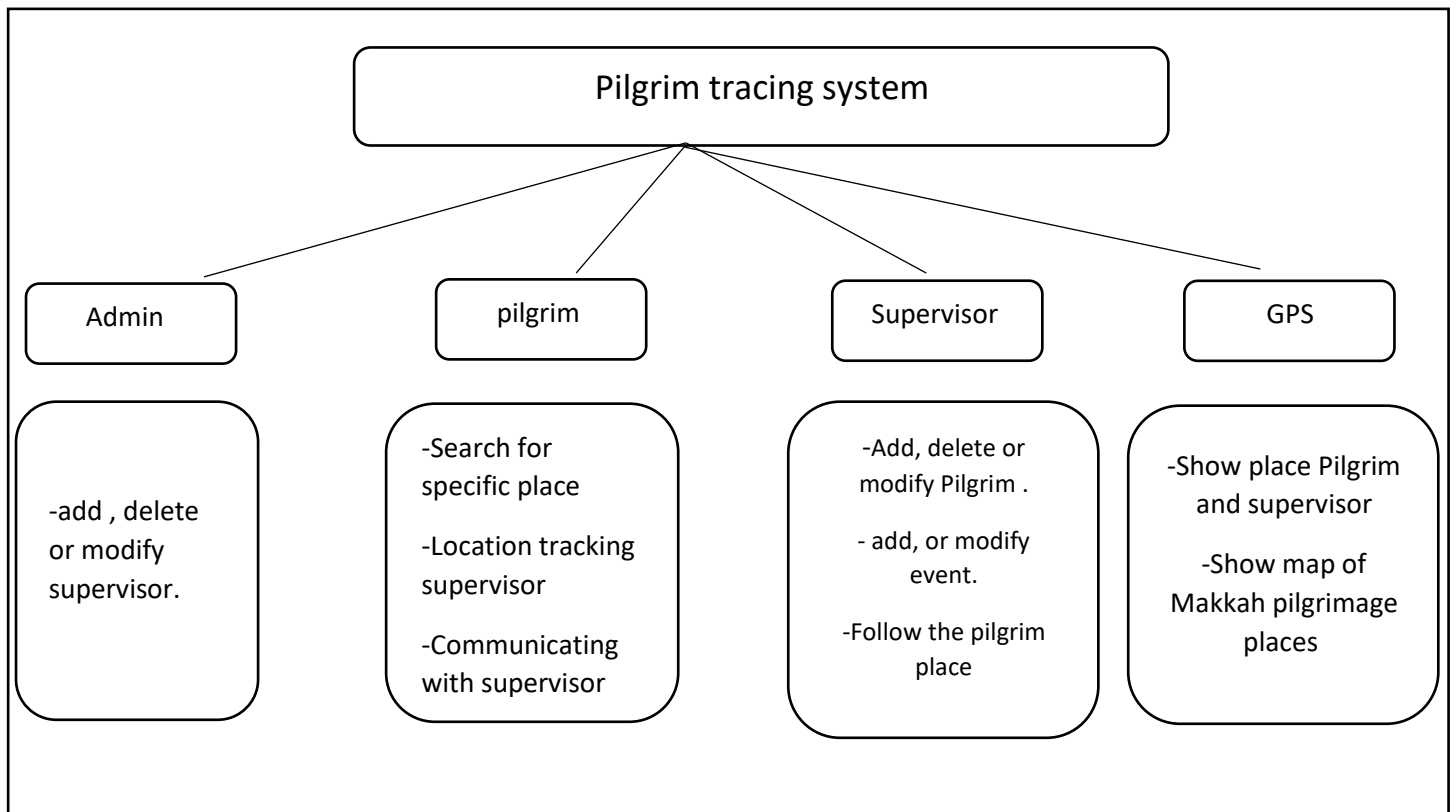 Pilgrim tracing system
Admin
pilgrim
Supervisor
GPS
-add , delete
or modify
supervisor.
-Search for
specific place
-Location tracking
supervisor
-Communicating
with supervisor
-Add, delete or
modify Pilgrim .
- add, or modify
event.
-Follow the pilgrim
place
-Show place Pilgrim
and supervisor
-Show map of
Makkah pilgrimage
places